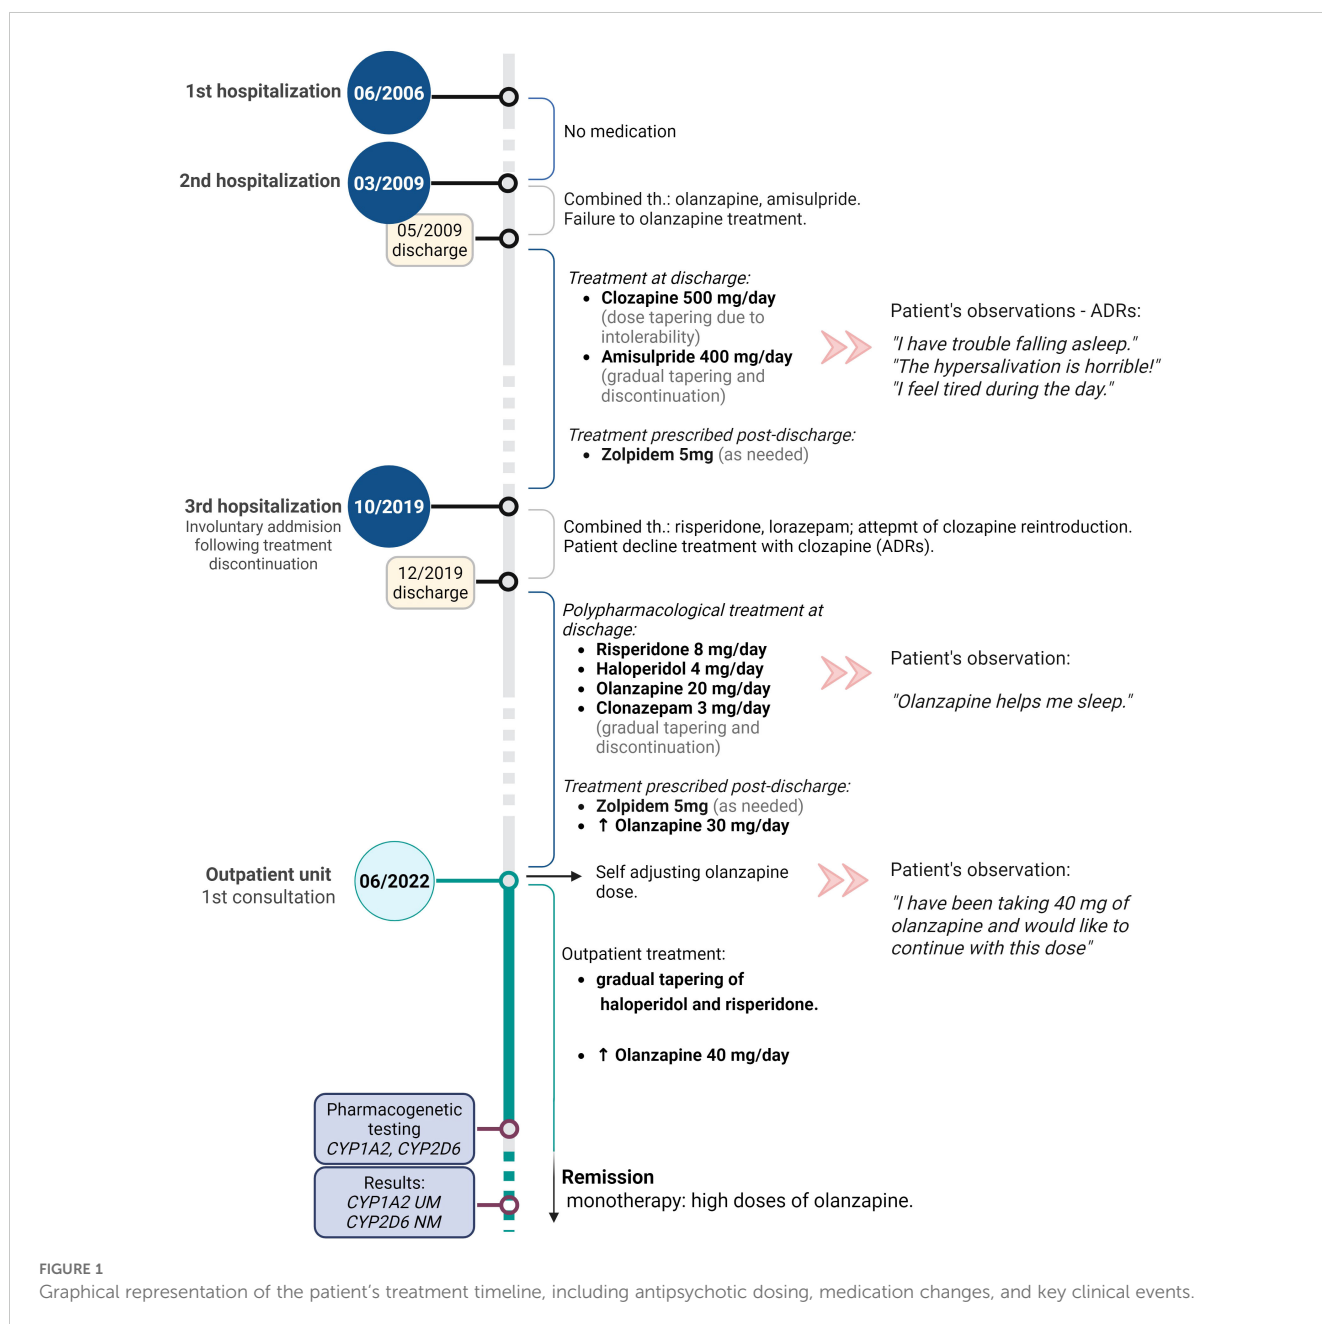 1st hospitalization
06/2006
No medication
2nd hospitalization
03/2009
Combined th.: olanzapine, amisulpride.
Failure to olanzapine treatment.
05/2009
discharge
Treatment at discharge:
• Clozapine 500 mg/day
(dose tapering due to
intolerability)
• Amisulpride 400 mg/day
(gradual tapering and
discontinuation)
Patient's observations - ADRs:
"I have trouble falling asleep."
"The hypersalivation is horrible!"
"I feel tired during the day."
Treatment prescribed post-discharge:
• Zolpidem 5mg (as needed)
3rd hopsitalization
Involuntary addmision
following treatment
discontinuation
10/2019
Combined th.: risperidone, lorazepam; attepmt of clozapine reintroduction.
Patient decline treatment with clozapine (ADRs).
12/2019
discharge
Polypharmacological treatment at
dischage:
• Risperidone 8 mg/day
• Haloperidol 4 mg/day
• Olanzapine 20 mg/day
• Clonazepam 3 mg/day
(gradual tapering and
discontinuation)
Patient's observation:
"Olanzapine helps me sleep."
Treatment prescribed post-discharge:
• Zolpidem 5mg (as needed)
• ↑ Olanzapine 30 mg/day
Outpatient unit
1st consultation
06/2022
Self adjusting olanzapine
dose.
Patient's observation:
"I have been taking 40 mg of
olanzapine and would like to
continue with this dose"
Outpatient treatment:
• gradual tapering of
haloperidol and risperidone.
• ↑ Olanzapine 40 mg/day
Pharmacogenetic
testing
CYP1A2, CYP2D6
Results:
CYP1A2 UM
CYP2D6 NM
Remission
monotherapy: high doses of olanzapine.
FIGURE 1
Graphical representation of the patient's treatment timeline, including antipsychotic dosing, medication changes, and key clinical events.